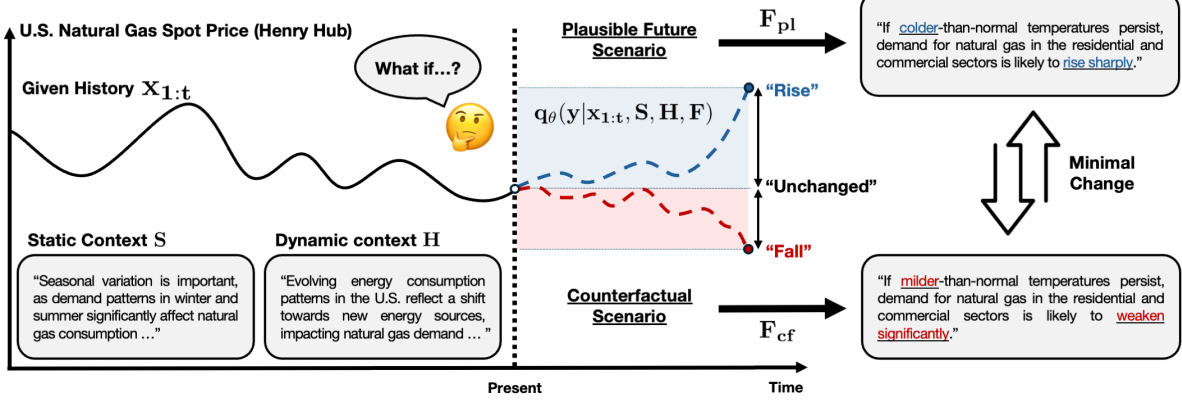 U.S. Natural Gas Spot Price (Henry Hub)
Given History x₁:t
What if…?
Static Context S
"Seasonal variation is important,
as demand patterns in winter and
summer significantly affect natural
gas consumption …"
Dynamic context H
"Evolving energy consumption
patterns in the U.S. reflect a shift
towards new energy sources,
impacting natural gas demand …"
Present
Time
Plausible Future
Scenario
F_pl
qθ(y|x₁:t, S, H, F)
"Rise"
"Unchanged"
"Fall"
Counterfactual
Scenario
F_cf
"If colder-than-normal temperatures persist,
demand for natural gas in the residential and
commercial sectors is likely to rise sharply."
Minimal
Change
"If milder-than-normal temperatures persist,
demand for natural gas in the residential and
commercial sectors is likely to weaken
significantly."